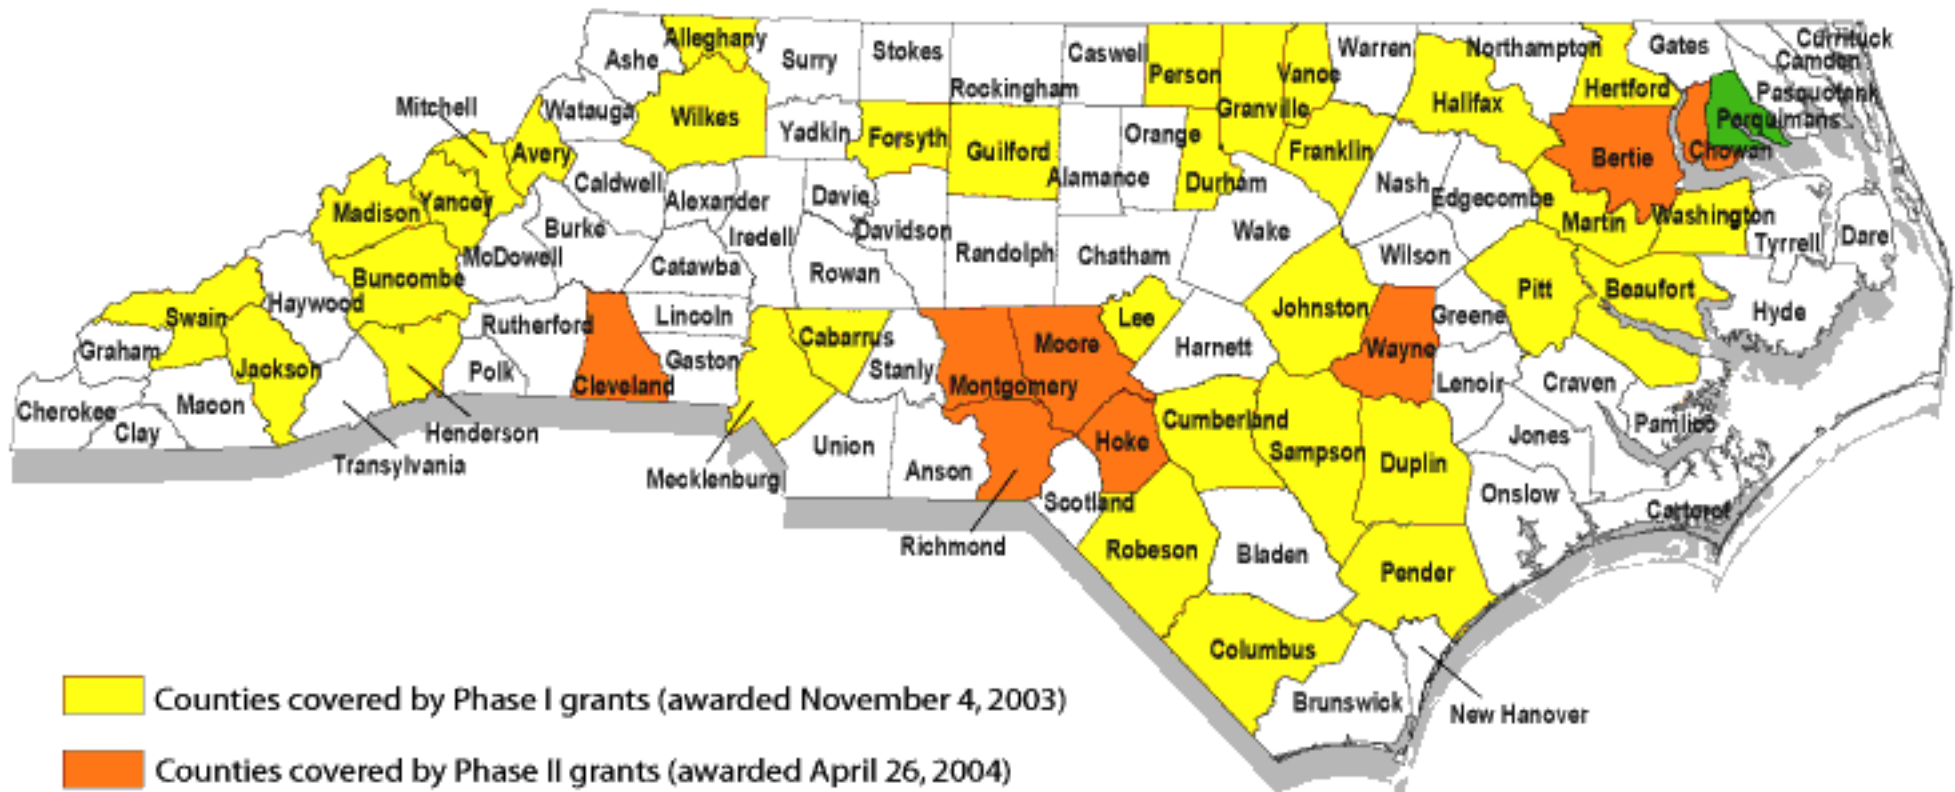 Alleghany
Ashe
Surry
Stokes
Rockingham
Caswell
Person
Granville
Vance
Warren
Northampton
Gates
Currituck
Camden
Pasquotank
Perquimans
Chowan
Hertford
Halifax
Bertie
Mitchell
Watauga
Wilkes
Yadkin
Forsyth
Guilford
Alamance
Orange
Durham
Franklin
Nash
Edgecombe
Martin
Washington
Tyrrell
Dare
Avery
Caldwell
Alexander
Davie
Davidson
Iredell
Madison
Yancey
Burke
McDowell
Buncombe
Catawba
Rowan
Randolph
Chatham
Wake
Wilson
Pitt
Beaufort
Hyde
Haywood
Swain
Graham
Jackson
Rutherford
Lincoln
Gaston
Cabarrus
Stanly
Montgomery
Moore
Lee
Harnett
Johnston
Wayne
Greene
Lenoir
Craven
Pamlico
Jones
Cherokee
Clay
Macon
Polk
Cleveland
Henderson
Transylvania
Mecklenburg
Union
Anson
Richmond
Hoke
Scotland
Cumberland
Sampson
Duplin
Onslow
Robeson
Bladen
Pender
Columbus
Brunswick
New Hanover
Counties covered by Phase I grants (awarded November 4, 2003)
Counties covered by Phase II grants (awarded April 26, 2004)